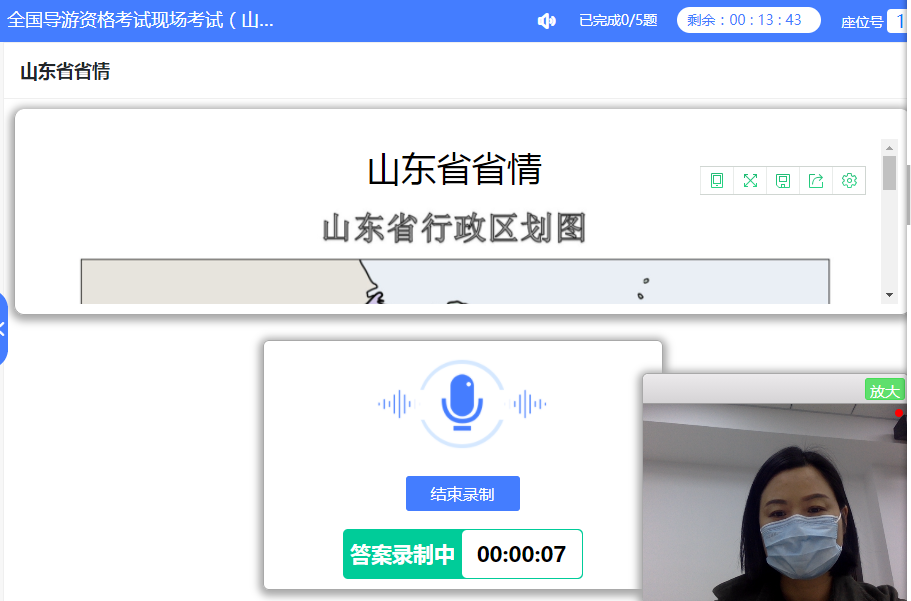 全国导游资格考试现场考试（山...
已完成0/5题
剩余：00：13：43
座位号 1
山东省省情
山东省省情
山东省行政区划图
结束录制
答案录制中 00:00:07
放大